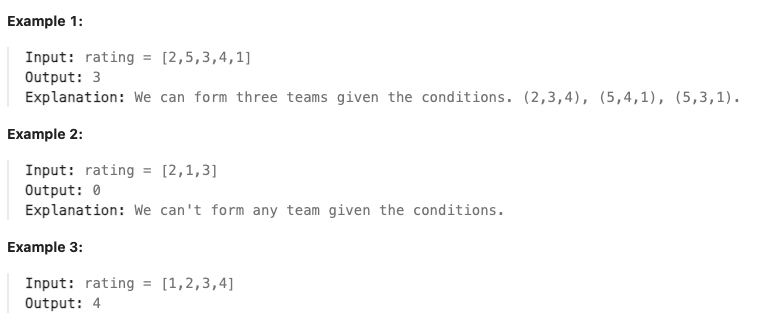 Example 1:
Input: rating = [2,5,3,4,1]
Output: 3
Explanation: We can form three teams given the conditions. (2,3,4), (5,4,1), (5,3,1).
Example 2:
Input: rating = [2,1,3]
Output: 0
Explanation: We can't form any team given the conditions.
Example 3:
Input: rating = [1,2,3,4]
Output: 4